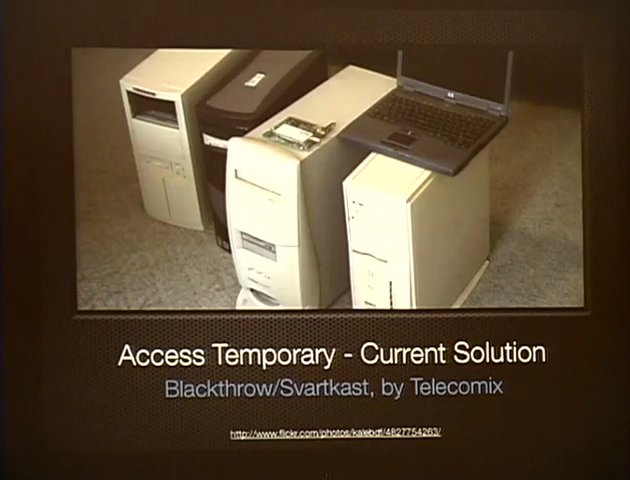 Access Temporary - Current Solution
Blackthrow/Svartkast, by Telecomix
http://www.flickr.com/photos/kalebdf/4827754263/